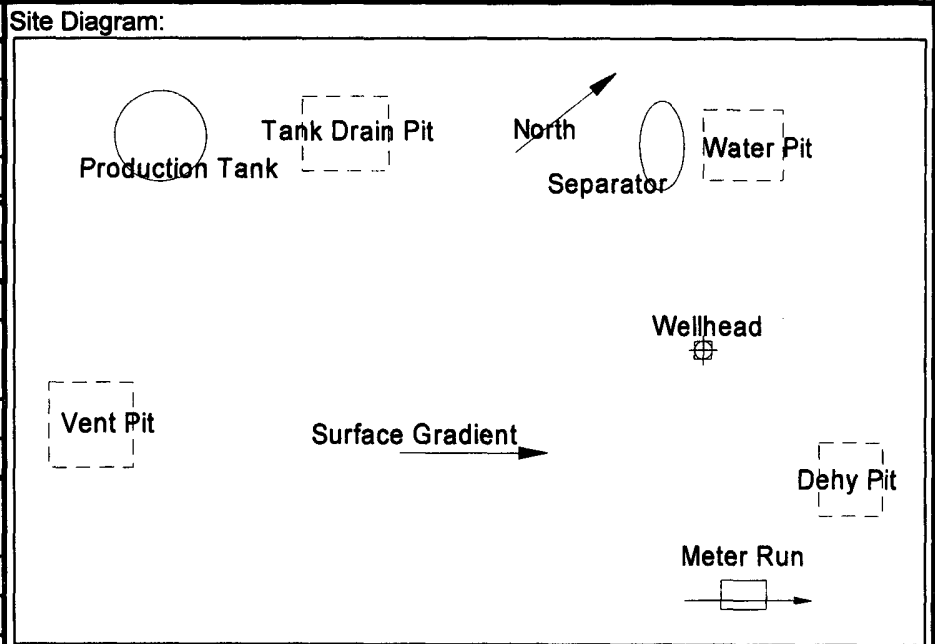 Site Diagram:
Tank Drain Pit
North
Production Tank
Separator
Water Pit
Wellhead
Vent Pit
Surface Gradient
Dehy Pit
Meter Run